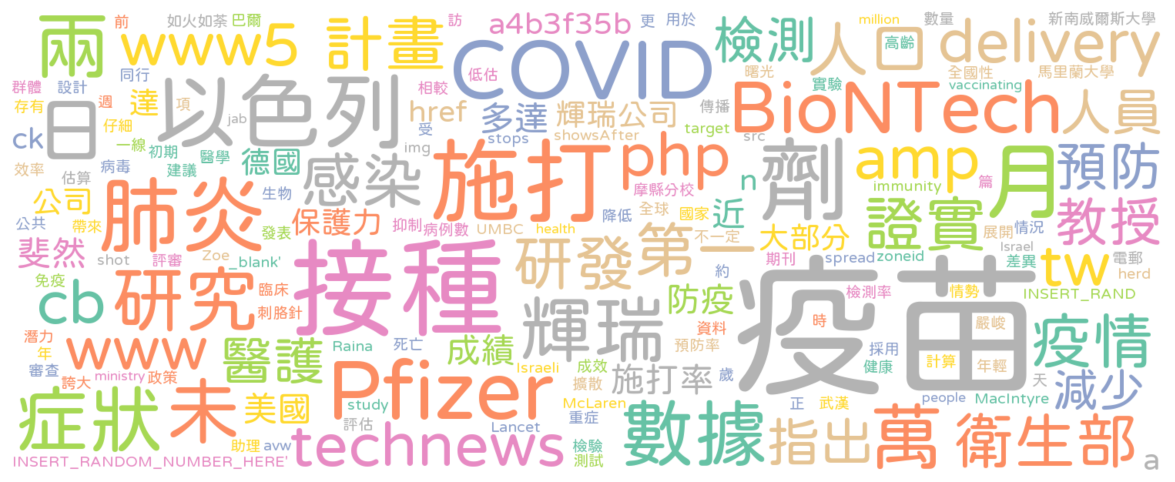 兩 如火如荼 巴爾 前 www5 計畫 a4b3f35b 訪 更 用於 檢測 人口 million 高齡 數量 delivery 新南威爾斯大學
群體 設計 同行 低估 COVID 曙光 全國性 馬里蘭大學
存有 週 項 達 以色列 相較 href 多達 輝瑞公司 傳播 實驗 BioNTech vaccinating 人員
日 仔細 jab ck 一線 受 stops showsAfter target src
效率 初期 醫學 德國 img 預防
估算 病毒 建議 感染 施打 php 劑 amp 月
公司 肺炎 生物 n 摩縣分校 immunity 篇 教授
公共 帶來 發表 保護力 抑制 病例數 降低 全球 國家 近 證實
斐然 shot 評審 Zoe UMBC health 研發 第一 不一定 大部分 展開 情況 Israel
免疫 _blank' 接種 約 期刊 spread zoneid 差異 電郵 herd tw
cb 研究 臨床 刺胳針 輝瑞 防疫 檢測率 疫苗 情勢 INSERT_RAND
潛力 www 醫護 Raina 死亡 成績 資料 時 嚴峻 疫情
年 審查 誇大 ministry 政策 Pfizer Israeli 成效 預防率 施打率 歲 採用 健康 計算 年輕 天 減少
症狀 未 美國 study 評估 擴散 McLaren 重症 正 武漢 people MacIntyre
助理 avw technews Lancet 檢驗 測試 數據 指出 萬 衛生部 a
INSERT_RANDOM_NUMBER_HERE'